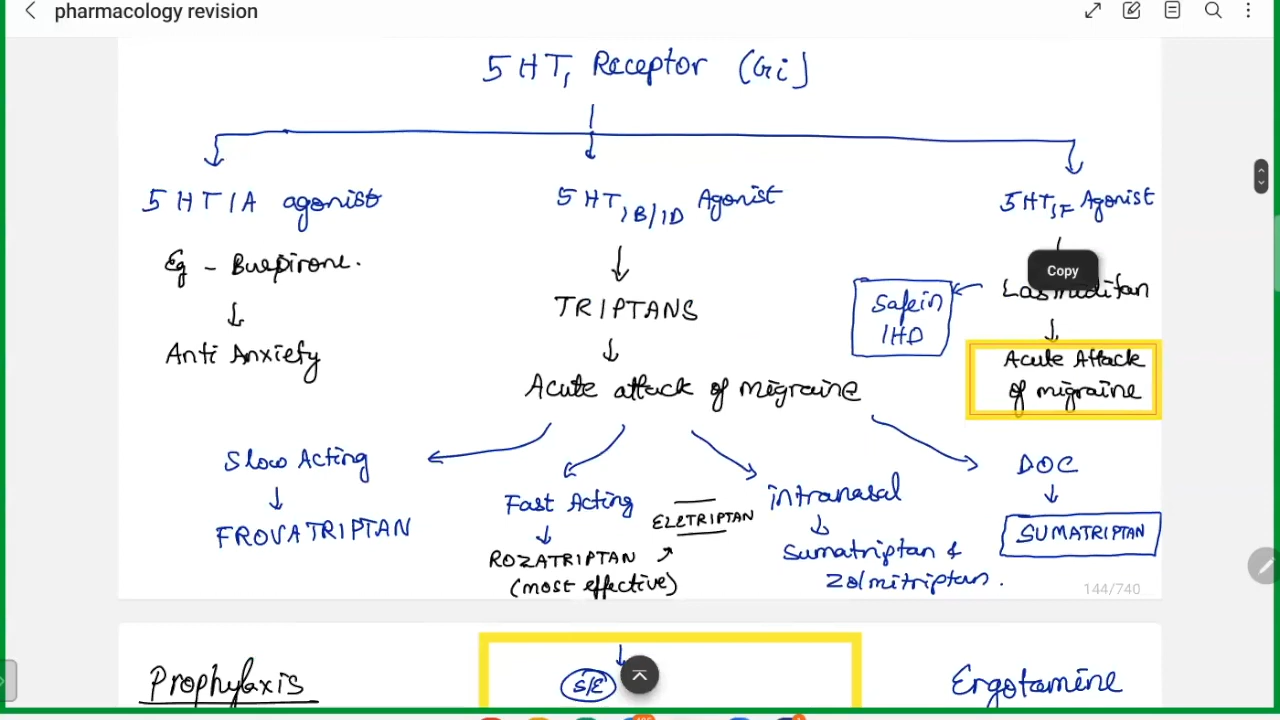 pharmacology revision
5HT1 Receptor (Gi)
5HT1A agonist
Eg - Buspirone.
Anti Anxiety
5HT1B/1D Agonist
TRIPTANS
Acute attack of migraine
5HT1F Agonist
Copy
Lasmiditan
Safe in
IHD
Acute Attack
of migraine
Slow Acting
FROVATRIPTAN
Fast Acting
ROZATRIPTAN
(most effective)
ELETRIPTAN
intranasal
Sumatriptan &
Zolmitriptan.
DOC
SUMATRIPTAN
144/740
Prophylaxis
S/E
Ergotamine